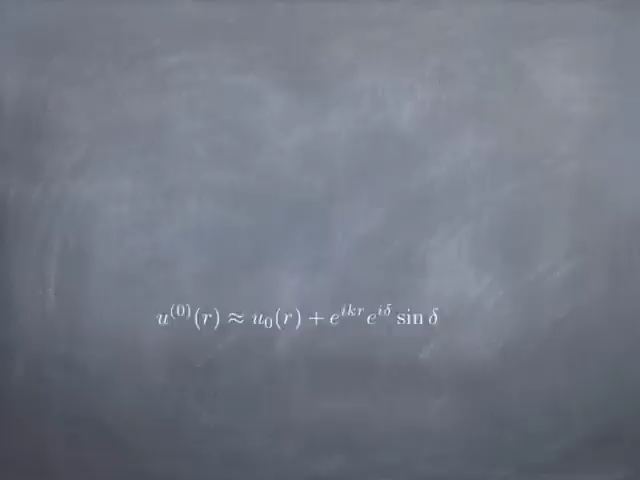 $u^{(0)}(r) \approx u_0(r) + e^{ikr} e^{i\delta} \sin \delta$